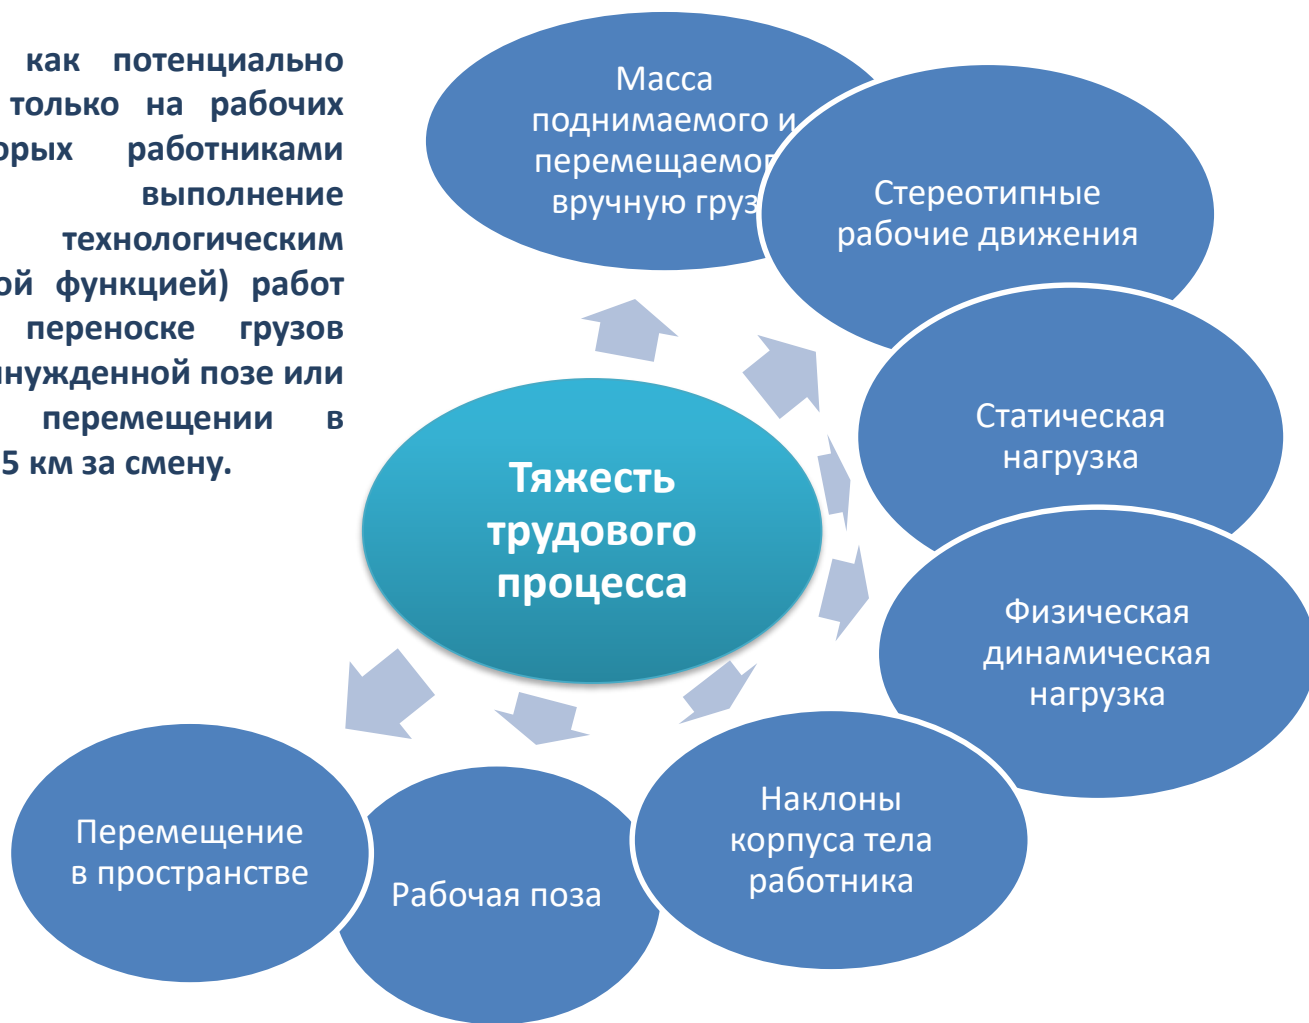 как потенциально
только на рабочих
орых работниками
выполнение
технологическим
ой функцией) работ
переноске грузов
нужденной позе или
перемещении в
5 км за смену.
Масса
поднимаемого и
перемещаемог
вручную груз
Стереотипные
рабочие движения
Статическая
нагрузка
Тяжесть
трудового
процесса
Физическая
динамическая
нагрузка
Наклоны
корпуса тела
работника
Перемещение
в пространстве
Рабочая поза